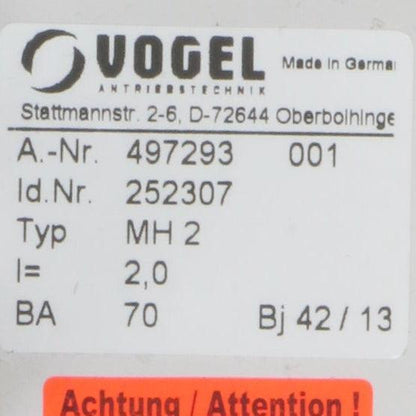 VOGEL Made in Germa
ANTRIEBSTECHNIK
Stattmannstr. 2-6, D-72644 Oberboihinge
A.-Nr. 497293 001
Id.Nr. 252307
Typ MH 2
I= 2,0
BA 70 Bj 42 / 13
Achtung / Attention !